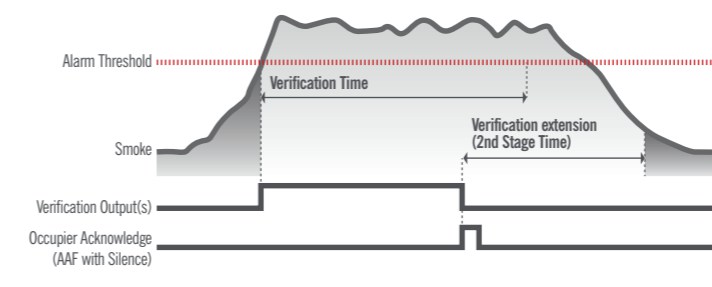 Alarm Threshold
Verification Time
Verification extension
(2nd Stage Time)
Smoke
Verification Output(s)
Occupier Acknowledge
(AAF with Silence)